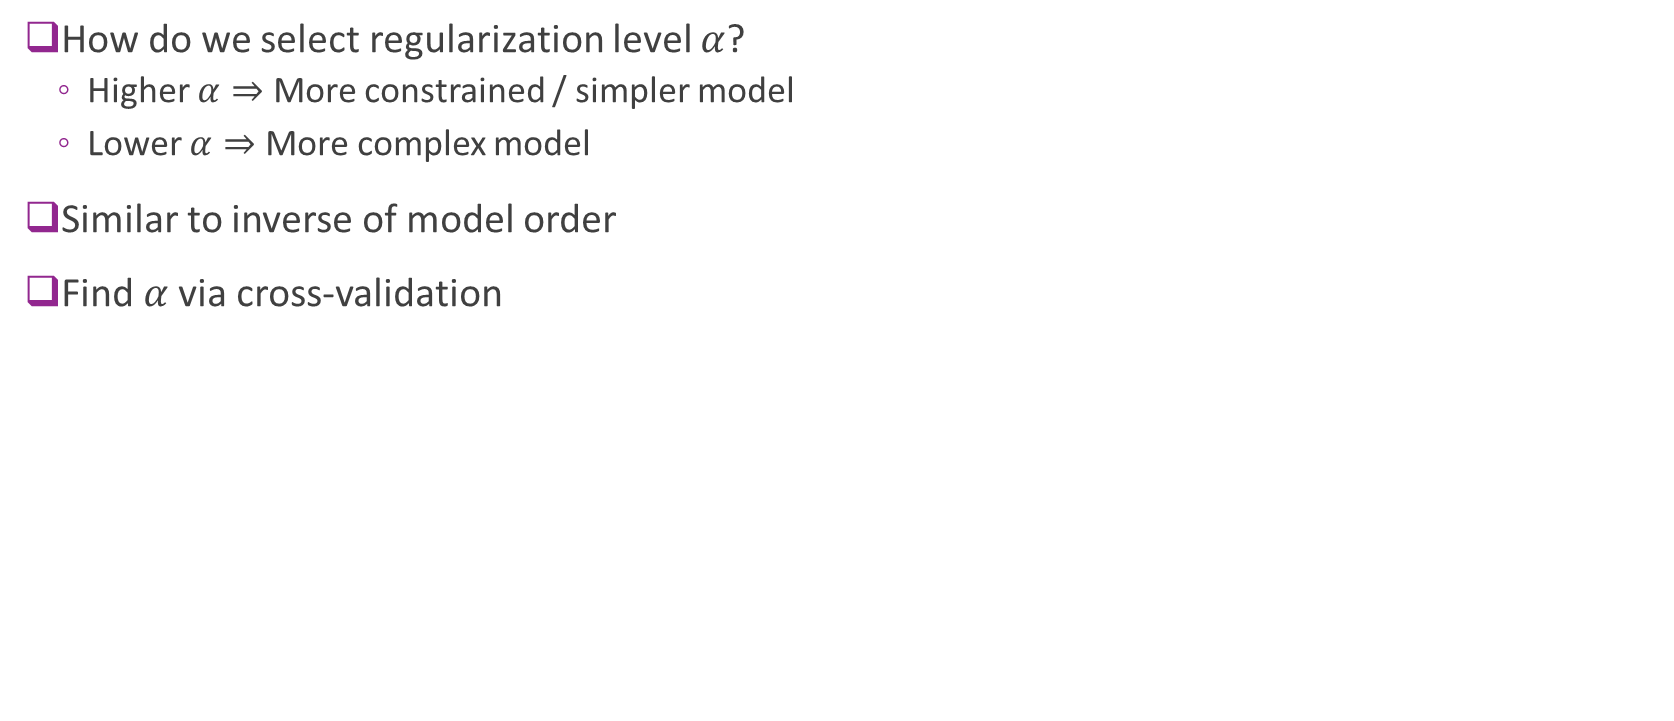 ❑How do we select regularization level 𝛼?
◦ Higher 𝛼 ⇒ More constrained / simpler model
◦ Lower 𝛼 ⇒ More complex model
❑Similar to inverse of model order
❑Find 𝛼 via cross-validation